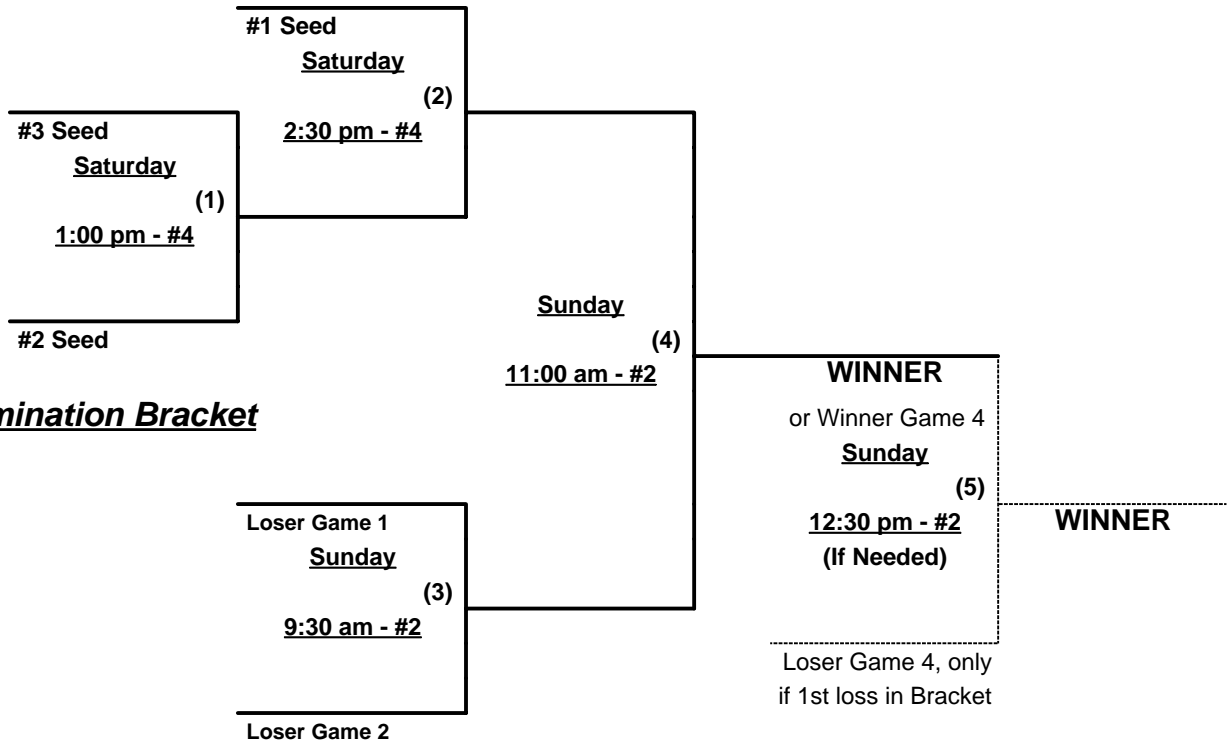 #1 Seed
Saturday
(2)
2:30 pm - #4
#3 Seed
Saturday
(1)
1:00 pm - #4
#2 Seed
Sunday
(4)
11:00 am - #2
WINNER
or Winner Game 4
Sunday
(5)
12:30 pm - #2
(If Needed)
WINNER
Loser Game 4, only
if 1st loss in Bracket
mination Bracket
Loser Game 1
Sunday
(3)
9:30 am - #2
Loser Game 2